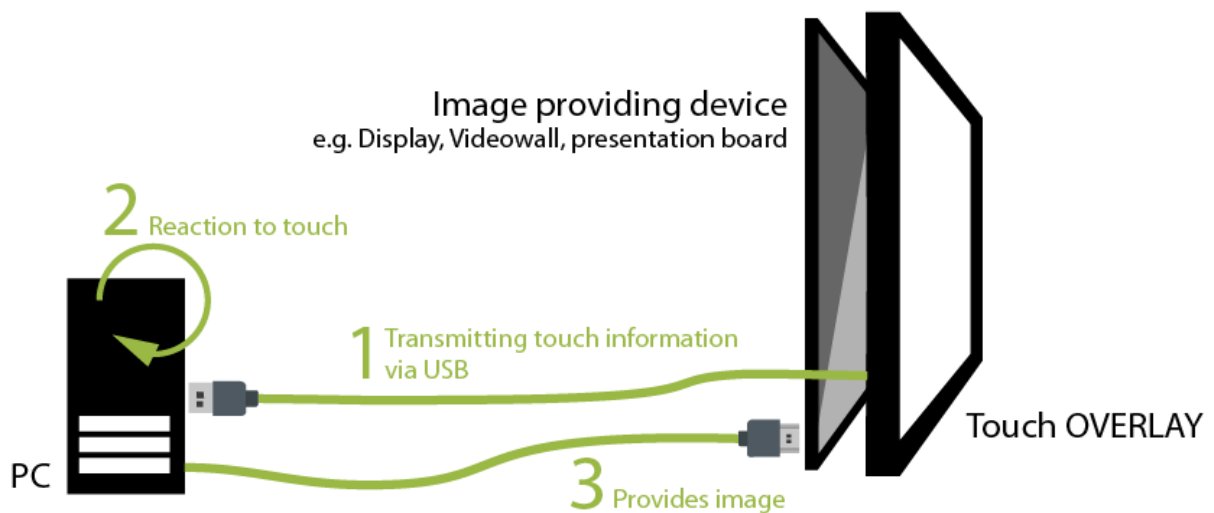 Image providing device
e.g. Display, Videowall, presentation board
2 Reaction to touch
1 Transmitting touch information
via USB
Touch OVERLAY
PC
3 Provides image